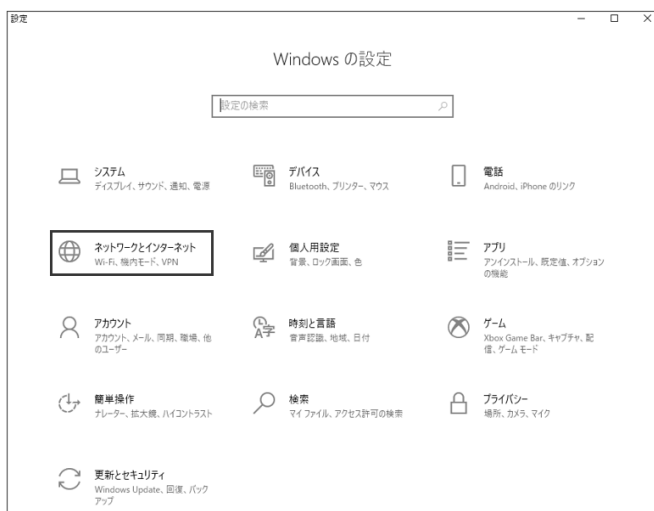 設定
Windows の設定
設定の検索
システム
ディスプレイ、サウンド、通知、電源
デバイス
Bluetooth、プリンター、マウス
電話
Android、iPhone のリンク
ネットワークとインターネット
Wi-Fi、機内モード、VPN
個人用設定
背景、ロック画面、色
アプリ
アンインストール、既定値、オプション
の機能
アカウント
アカウント、メール、同期、職場、他
のユーザー
時刻と言語
音声認識、地域、日付
ゲーム
Xbox Game Bar、キャプチャ、配
信、ゲーム モード
簡単操作
ナレーター、拡大鏡、ハイコントラスト
検索
マイ ファイル、アクセス許可の検索
プライバシー
場所、カメラ、マイク
更新とセキュリティ
Windows Update、回復、バック
アップ